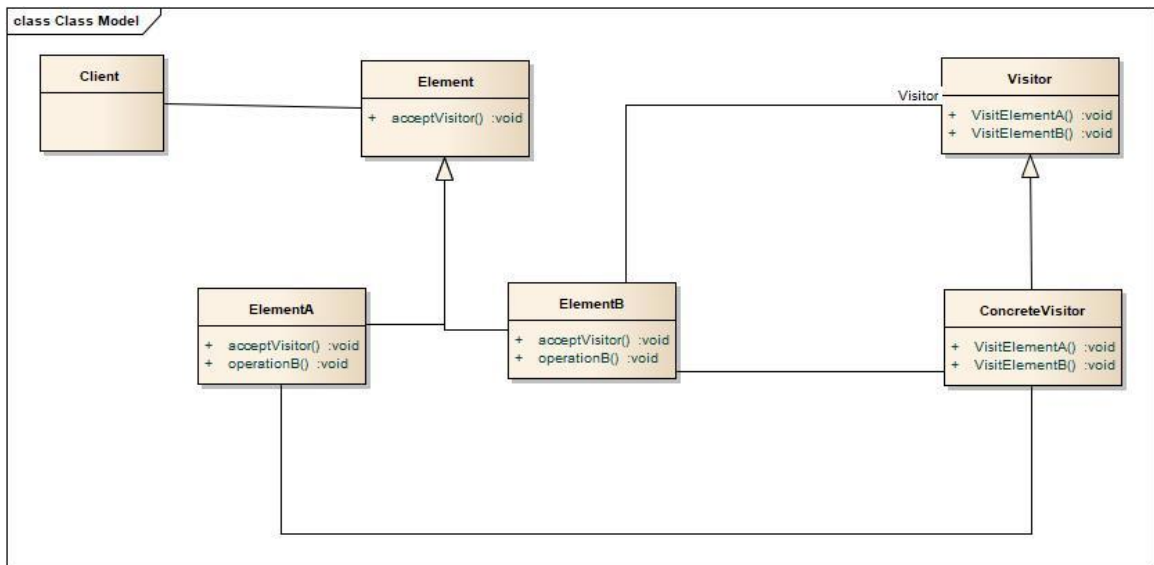 class Class Model
Client
Element
+ acceptVisitor() :void
Visitor
Visitor
+ VisitElementA() :void
+ VisitElementB() :void
ElementA
+ acceptVisitor() :void
+ operationB() :void
ElementB
+ acceptVisitor() :void
+ operationB() :void
ConcreteVisitor
+ VisitElementA() :void
+ VisitElementB() :void